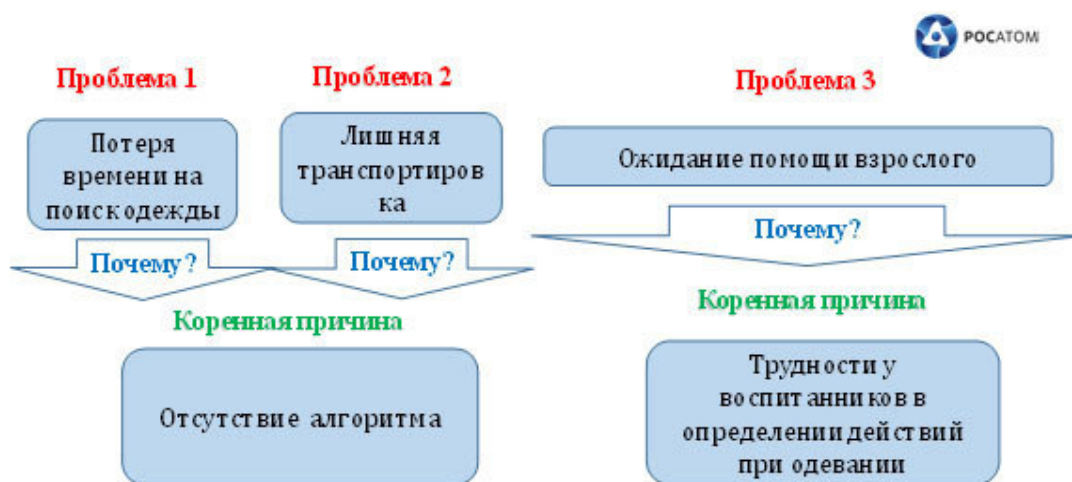 РОСАТОМ
Проблема 1
Потеря
времени на
поиск одежды
Почему?
Проблема 2
Лишняя
транспортиров
ка
Почему?
Коренная причина
Отсутствие алгоритма
Проблема 3
Ожидание помощи взрослого
Почему?
Коренная причина
Трудности у
воспитанников в
определении действий
при одевании